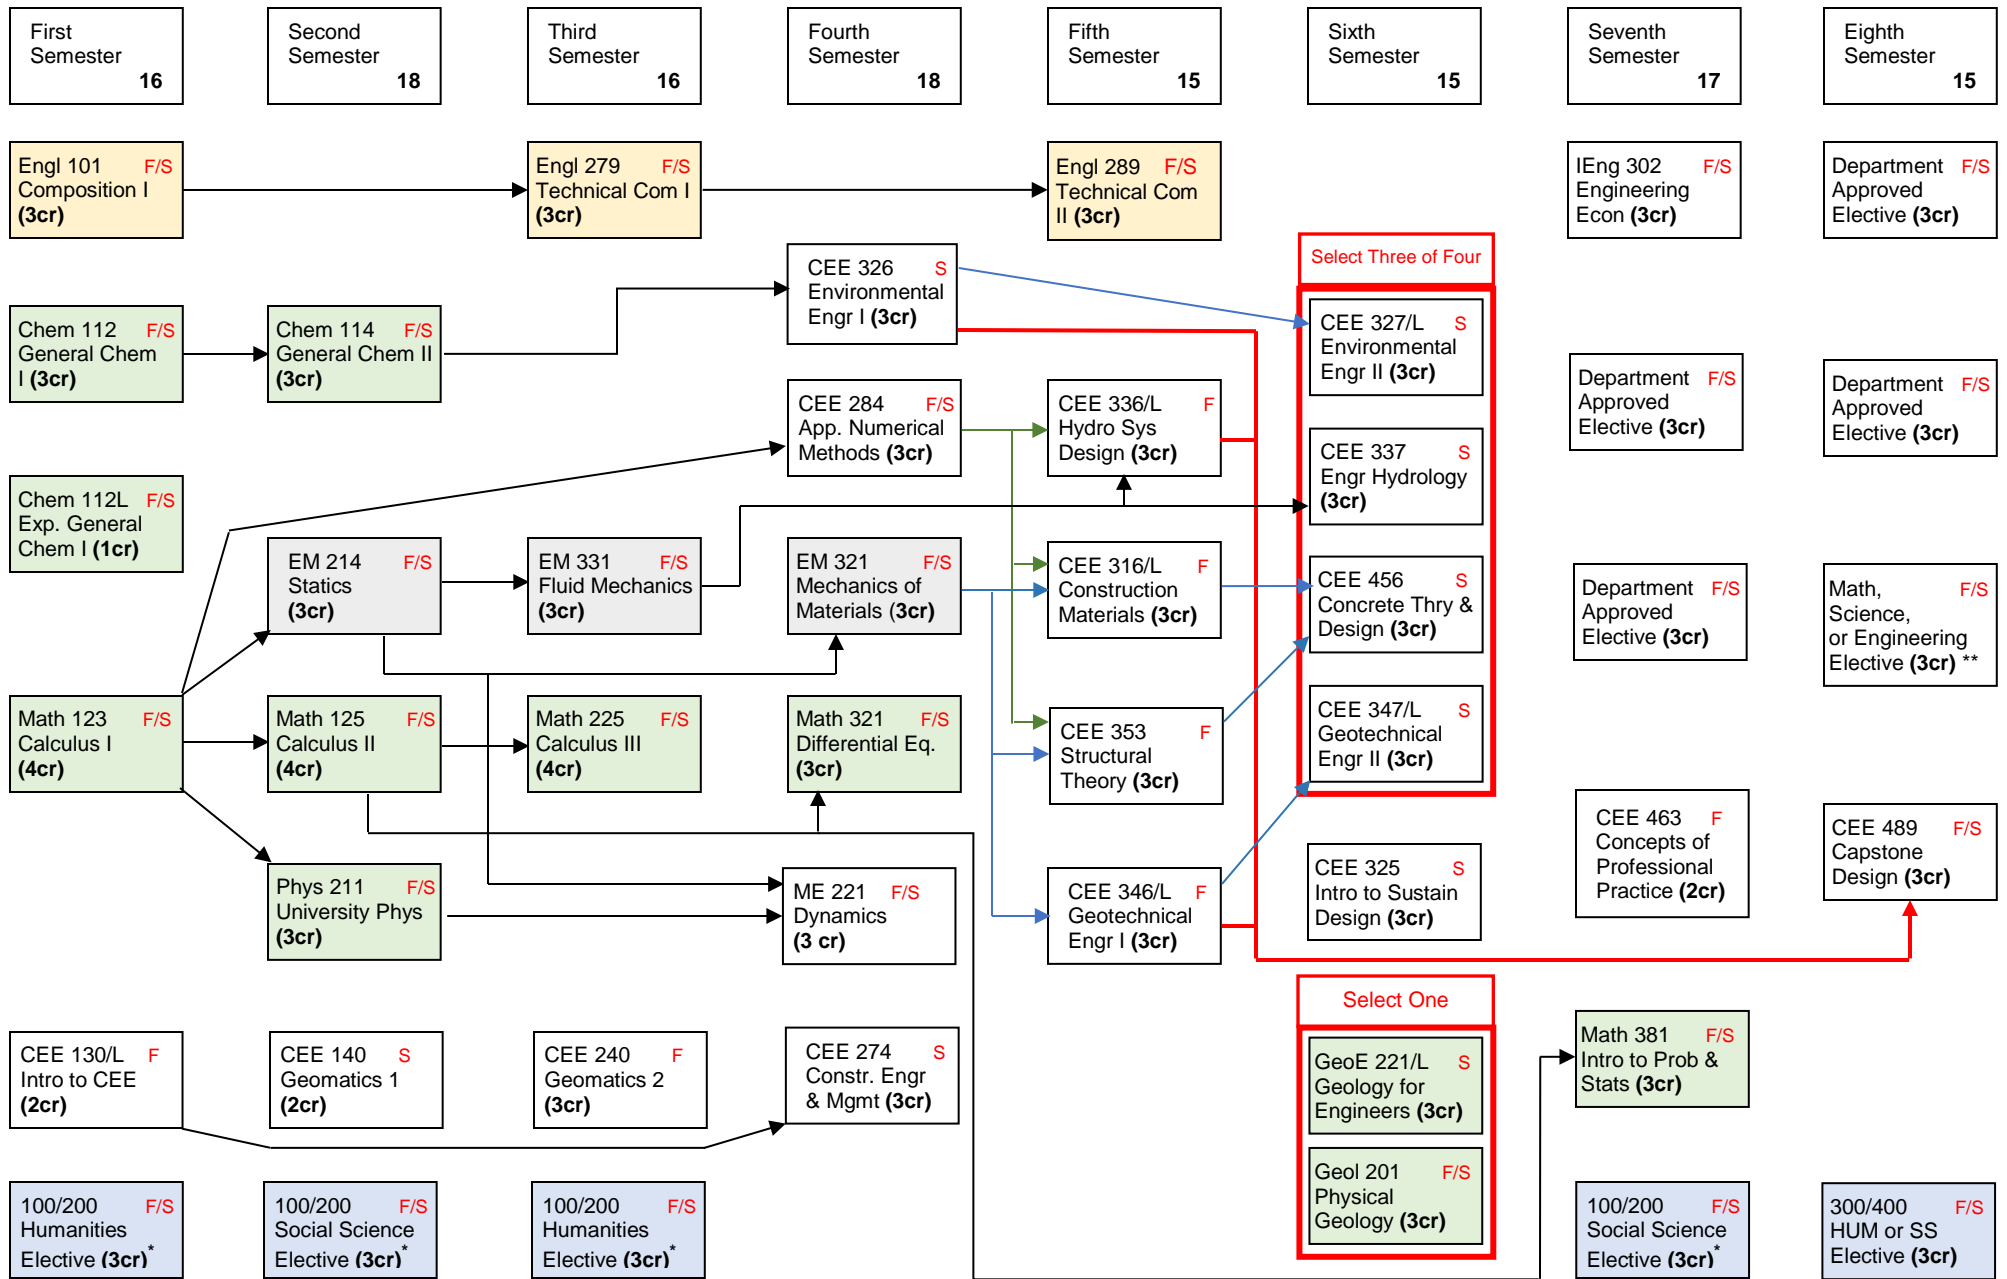 First
Semester
16
Second
Semester
18
Third
Semester
16
Fourth
Semester
18
Fifth
Semester
15
Sixth
Semester
15
Seventh
Semester
17
Eighth
Semester
15
Engl 101 F/S
Composition I
(3cr)
Engl 279 F/S
Technical Com I
(3cr)
Engl 289 F/S
Technical Com
II (3cr)
IEng 302 F/S
Engineering
Econ (3cr)
Department F/S
Approved
Elective (3cr)
CEE 326 S
Environmental
Engr I (3cr)
Select Three of Four
Chem 112 F/S
General Chem
I (3cr)
Chem 114 F/S
General Chem II
(3cr)
CEE 327/L S
Environmental
Engr II (3cr)
CEE 284 F/S
App. Numerical
Methods (3cr)
CEE 336/L F
Hydro Sys
Design (3cr)
Department F/S
Approved
Elective (3cr)
Department F/S
Approved
Elective (3cr)
CEE 337 S
Engr Hydrology
(3cr)
Chem 112L F/S
Exp. General
Chem I (1cr)
EM 214 F/S
Statics
(3cr)
EM 331 F/S
Fluid Mechanics
(3cr)
EM 321 F/S
Mechanics of
Materials (3cr)
CEE 316/L F
Construction
Materials (3cr)
CEE 456 S
Concrete Thry &
Design (3cr)
Department F/S
Approved
Elective (3cr)
Math, F/S
Science,
or Engineering
Elective (3cr) **
Math 123 F/S
Calculus I
(4cr)
Math 125 F/S
Calculus II
(4cr)
Math 225 F/S
Calculus III
(4cr)
Math 321 F/S
Differential Eq.
(3cr)
CEE 353 F
Structural
Theory (3cr)
CEE 347/L S
Geotechnical
Engr II (3cr)
CEE 463 F
Concepts of
Professional
Practice (2cr)
CEE 489 F/S
Capstone
Design (3cr)
Phys 211 F/S
University Phys
(3cr)
ME 221 F/S
Dynamics
(3 cr)
CEE 346/L F
Geotechnical
Engr I (3cr)
CEE 325 S
Intro to Sustain
Design (3cr)
Select One
CEE 130/L F
Intro to CEE
(2cr)
CEE 140 S
Geomatics 1
(2cr)
CEE 240 F
Geomatics 2
(3cr)
CEE 274 S
Constr. Engr
& Mgmt (3cr)
GeoE 221/L S
Geology for
Engineers (3cr)
Math 381 F/S
Intro to Prob &
Stats (3cr)
Geol 201 F/S
Physical
Geology (3cr)
100/200 F/S
Humanities
Elective (3cr)*
100/200 F/S
Social Science
Elective (3cr)*
100/200 F/S
Humanities
Elective (3cr)*
100/200 F/S
Social Science
Elective (3cr)*
300/400 F/S
HUM or SS
Elective (3cr)